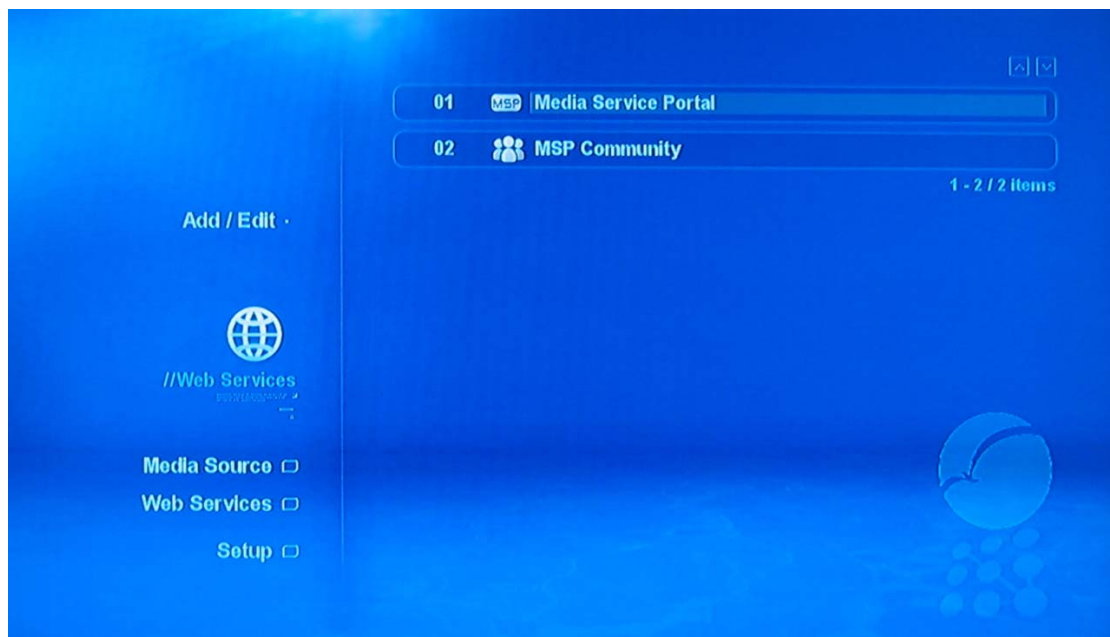 01 MSP Media Service Portal
02 MSP Community
1 - 2 / 2 items
Add / Edit ·
//Web Services
Media Source
Web Services
Setup